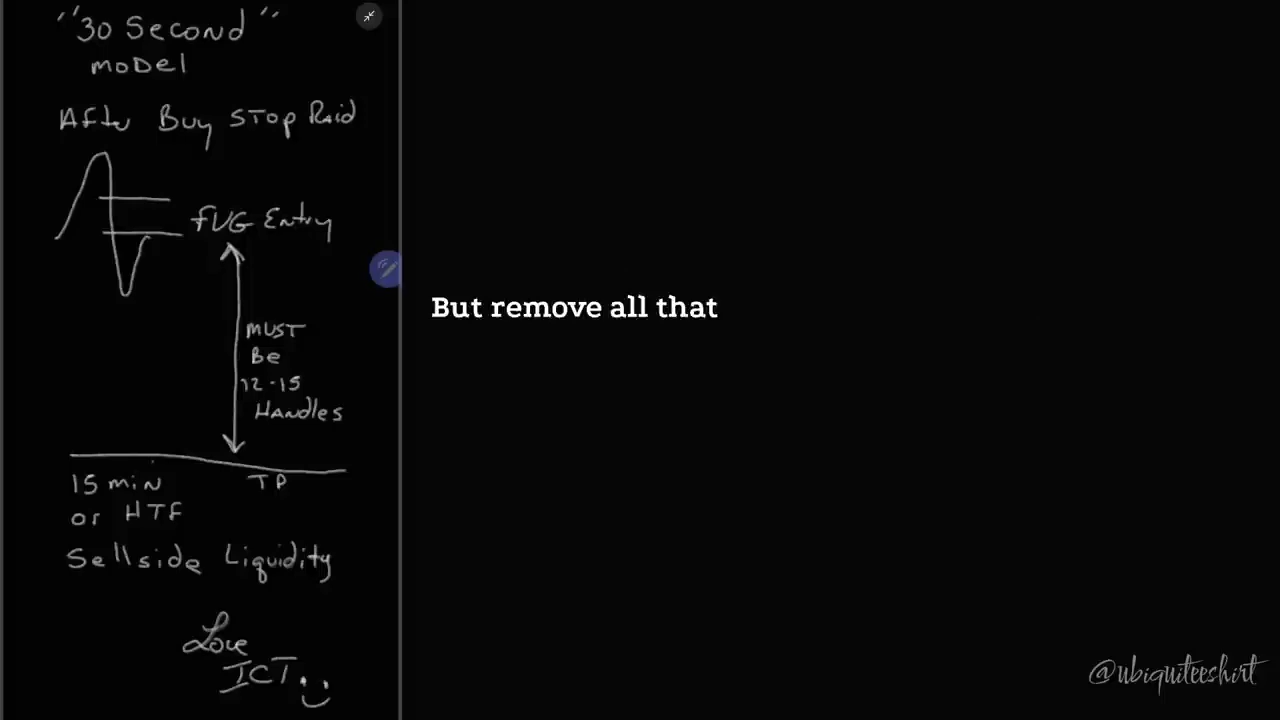 "30 Second"
MODel
After Buy STop Raid
FVG Entry
MUST
Be
12-15
HANdles
15 min
TP
or HTF
Sellside Liquidity
Love
ICT
But remove all that
@ubiquiteeshirt